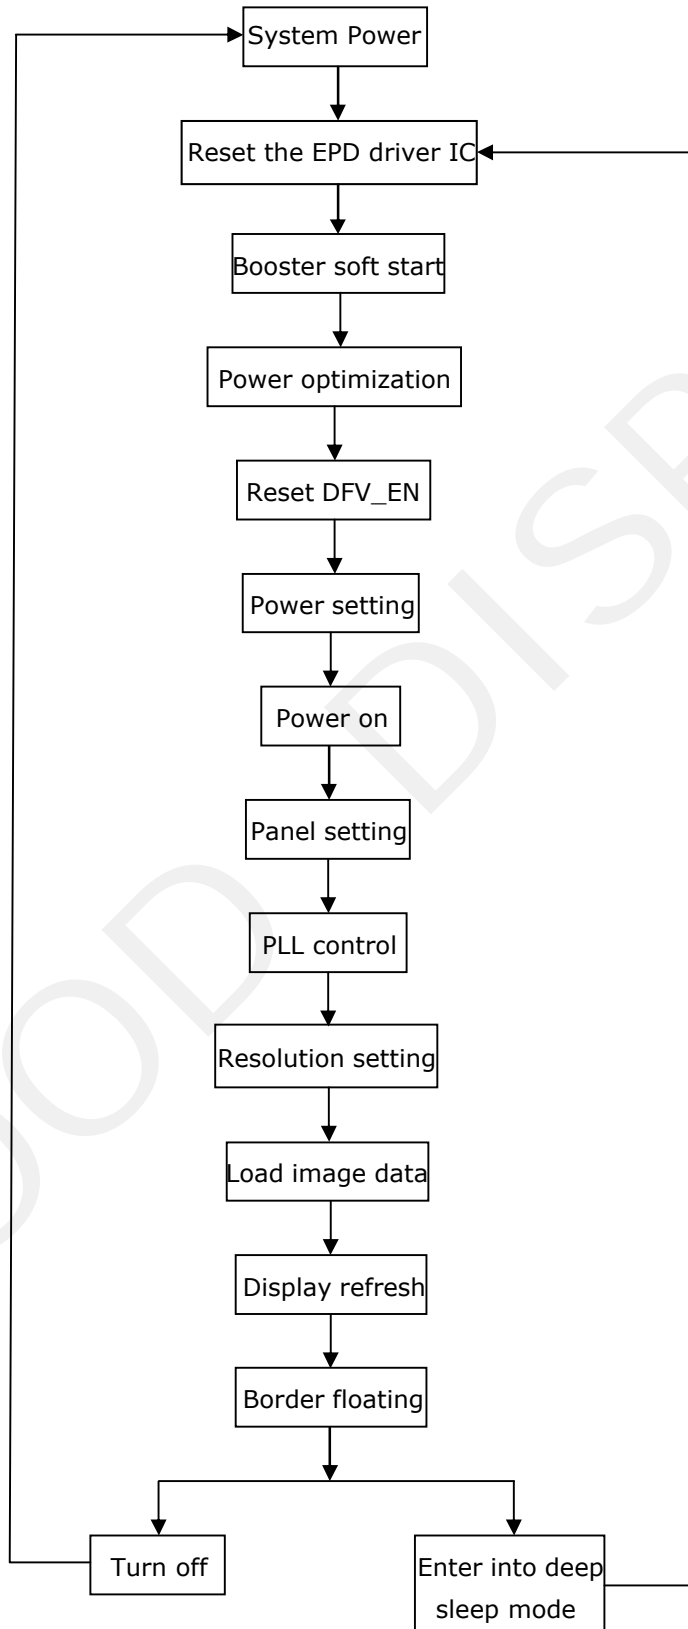 System Power
Reset the EPD driver IC
Booster soft start
Power optimization
Reset DFV_EN
Power setting
Power on
Panel setting
PLL control
Resolution setting
Load image data
Display refresh
Border floating
Turn off
Enter into deep
sleep mode
OOD DISP